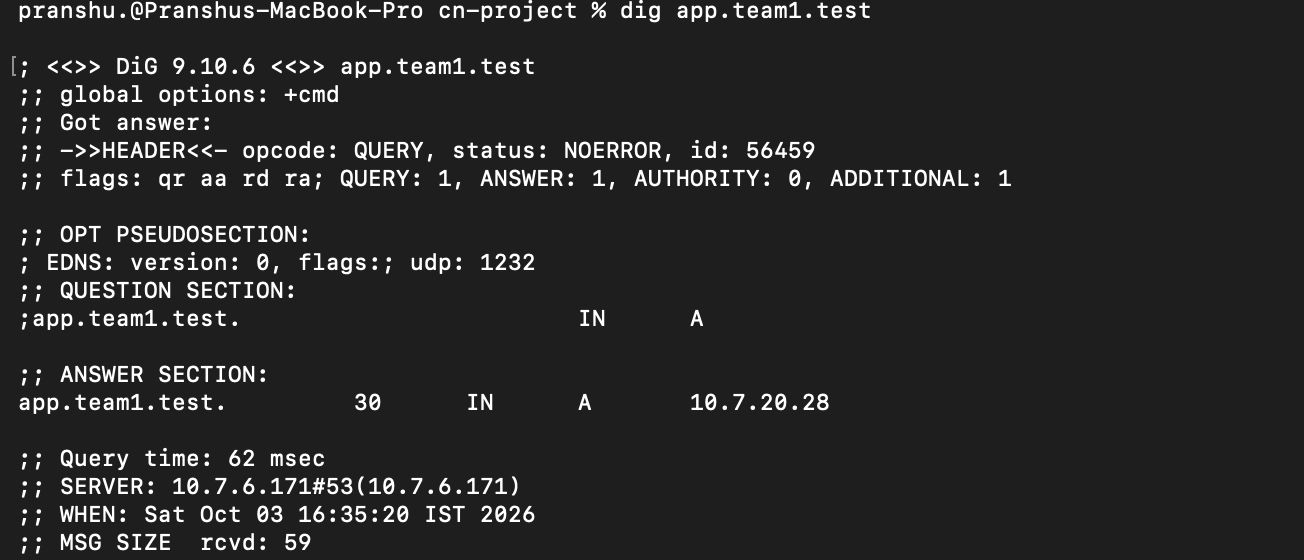 pranshu.@Pranshus-MacBook-Pro cn-project % dig app.team1.test
[; <<>> DiG 9.10.6 <<>> app.team1.test
;; global options: +cmd
;; Got answer:
;; ->>HEADER<<- opcode: QUERY, status: NOERROR, id: 56459
;; flags: qr aa rd ra; QUERY: 1, ANSWER: 1, AUTHORITY: 0, ADDITIONAL: 1
;; OPT PSEUDOSECTION:
; EDNS: version: 0, flags:; udp: 1232
;; QUESTION SECTION:
;app.team1.test. IN A
;; ANSWER SECTION:
app.team1.test. 30 IN A 10.7.20.28
;; Query time: 62 msec
;; SERVER: 10.7.6.171#53(10.7.6.171)
;; WHEN: Sat Oct 03 16:35:20 IST 2026
;; MSG SIZE  rcvd: 59